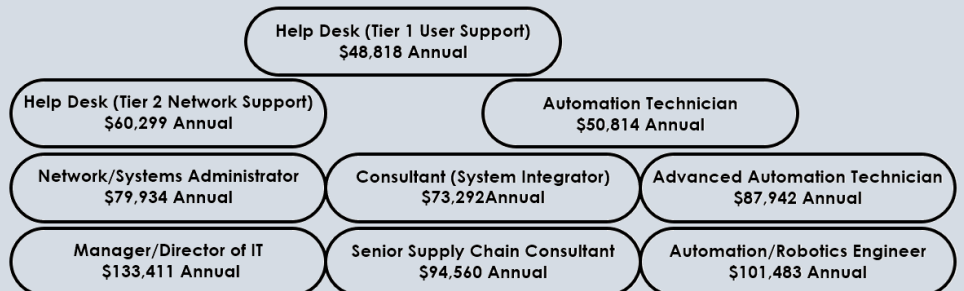 Help Desk (Tier 1 User Support)
$48,818 Annual
Help Desk (Tier 2 Network Support)
$60,299 Annual
Automation Technician
$50,814 Annual
Network/Systems Administrator
$79,934 Annual
Consultant (System Integrator)
$73,292Annual
Advanced Automation Technician
$87,942 Annual
Manager/Director of IT
$133,411 Annual
Senior Supply Chain Consultant
$94,560 Annual
Automation/Robotics Engineer
$101,483 Annual